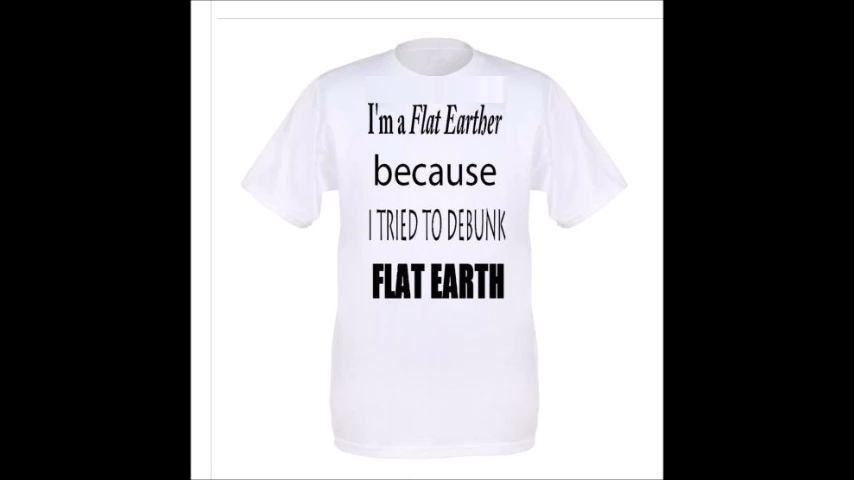 I'm a Flat Earther
because
I TRIED TO DEBUNK
FLAT EARTH